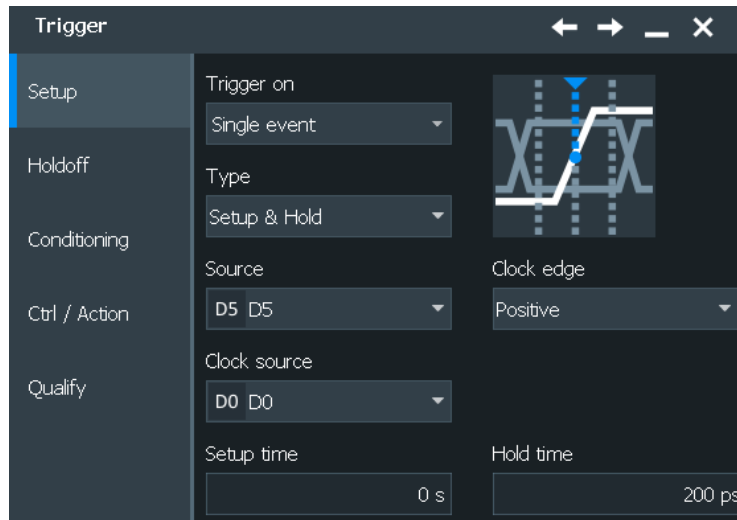 Trigger
Setup
Holdoff
Conditioning
Ctrl / Action
Qualify
Trigger on
Single event
Type
Setup & Hold
Source
Clock edge
D5 D5
Positive
Clock source
D0 D0
Setup time
Hold time
0 s
200 ps